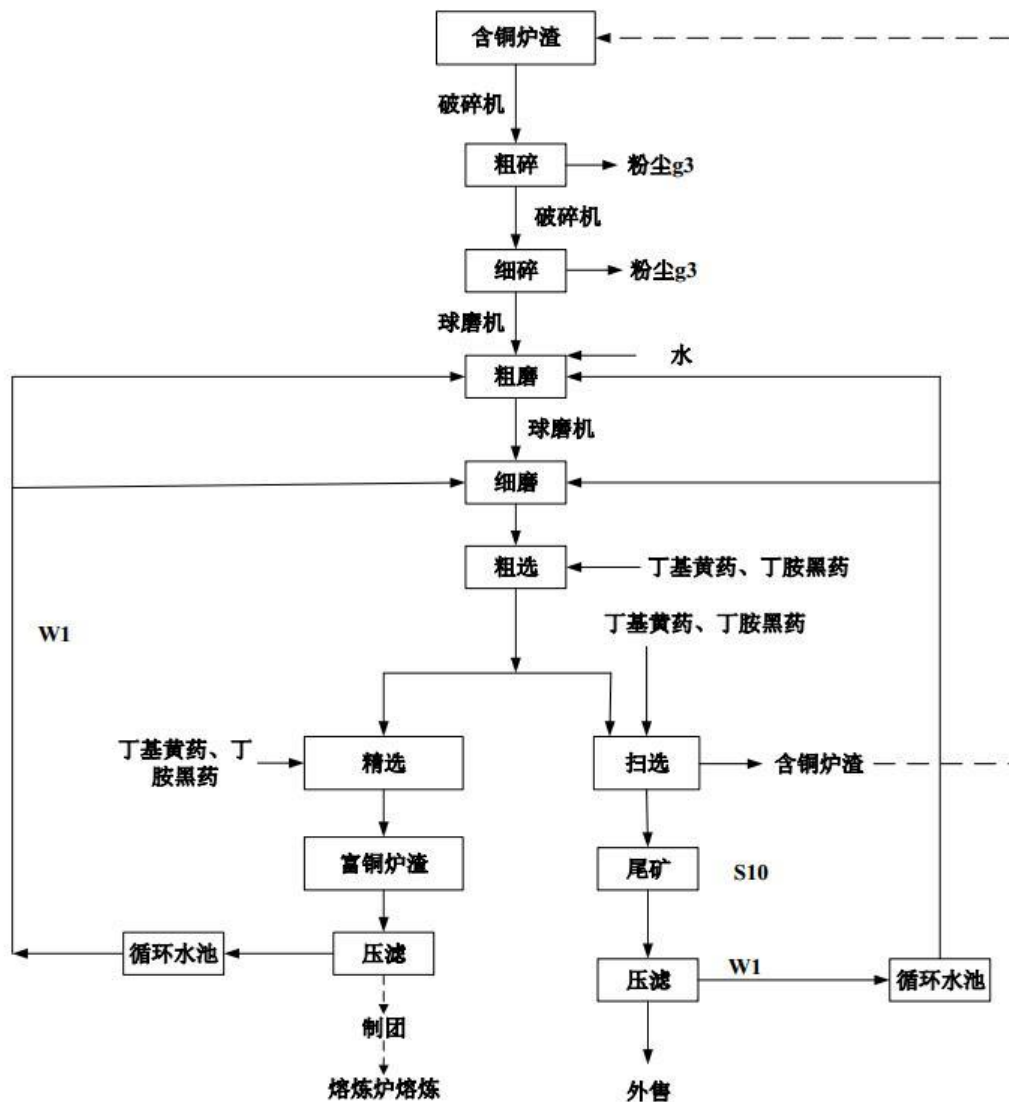 含铜炉渣
破碎机
粗碎
粉尘g3
破碎机
细碎
粉尘g3
球磨机
水
粗磨
球磨机
细磨
粗选
丁基黄药、丁胺黑药
丁基黄药、丁胺黑药
W1
丁基黄药、丁
胺黑药
精选
扫选
含铜炉渣
富铜炉渣
尾矿
S10
循环水池
压滤
压滤
W1
循环水池
制团
熔炼炉熔炼
外售